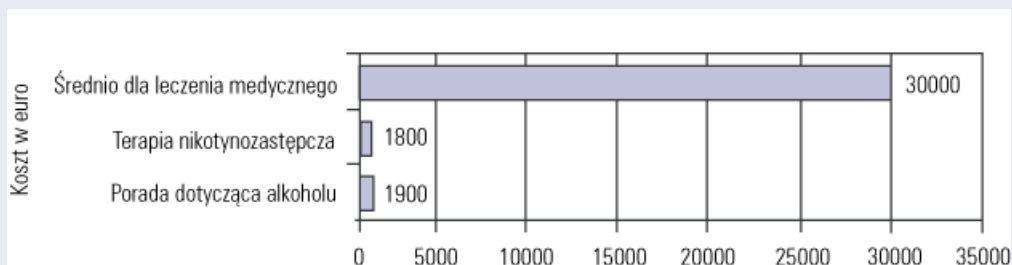 Koszt w euro
Średnio dla leczenia medycznego
30000
Terapia nikotynozastępcza
1800
Porada dotycząca alkoholu
1900
0 5000 10000 15000 20000 25000 30000 35000